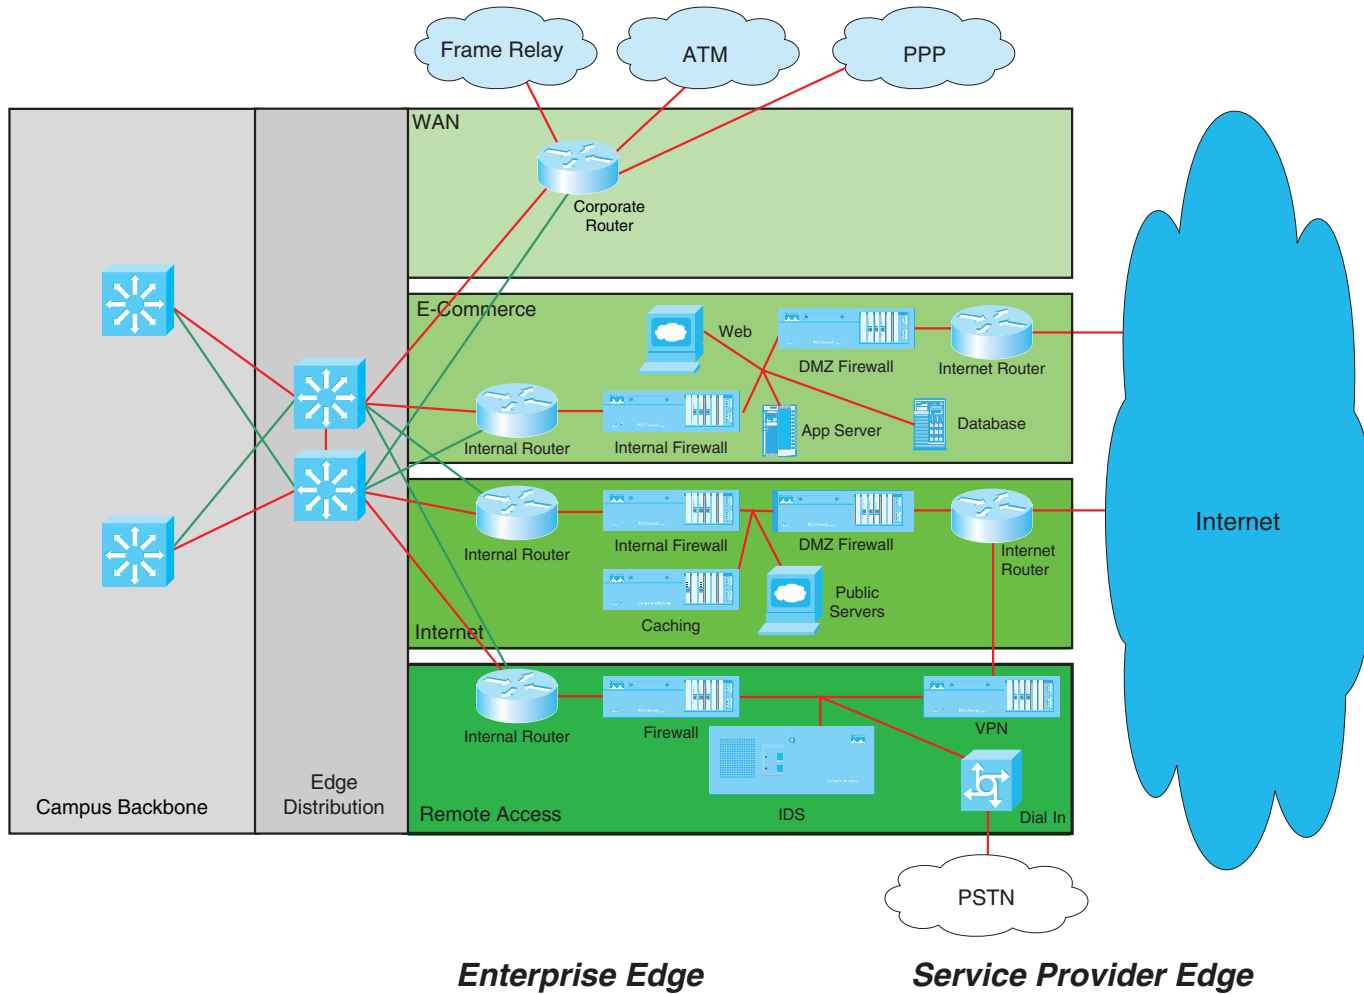 Frame Relay
ATM
PPP
WAN
Corporate
Router
E-Commerce
Web
DMZ Firewall
Internet Router
Internal Router
Internal Firewall
App Server
Database
Internal Router
Internal Firewall
DMZ Firewall
Internet
Router
Caching
Public
Servers
Internet
Internet
Internal Router
Firewall
VPN
IDS
Dial In
Remote Access
Campus Backbone
Edge
Distribution
PSTN
Enterprise Edge
Service Provider Edge